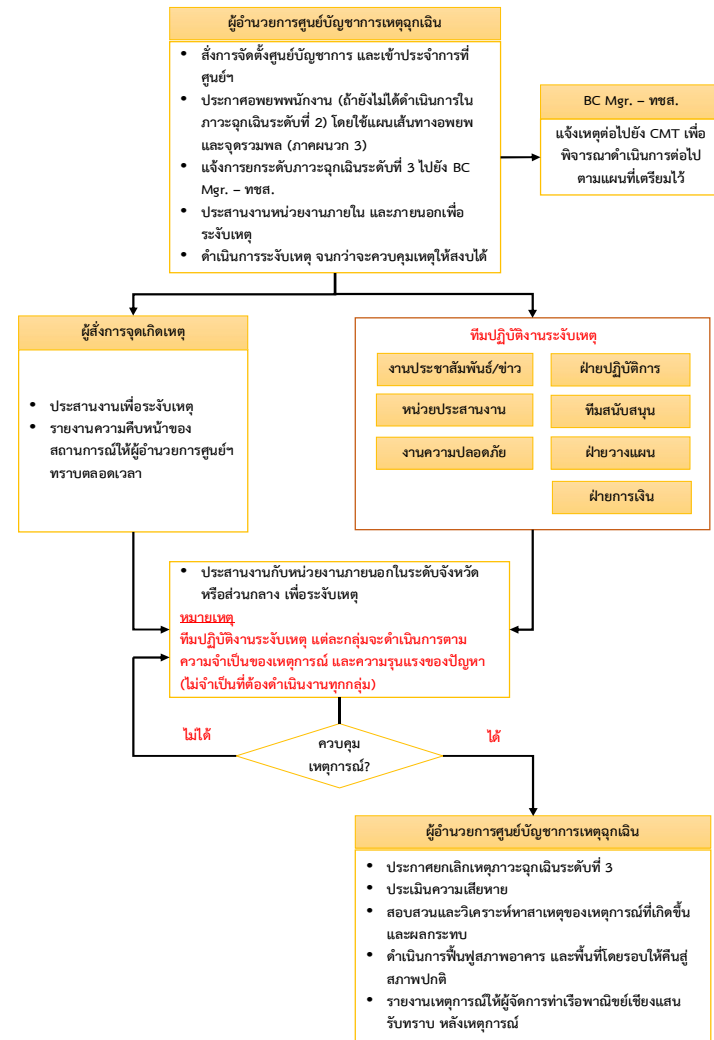 ผู้อำนวยการศูนย์บัญชาการเหตุฉุกเฉิน
• สั่งการจัดตั้งศูนย์บัญชาการ และเข้าประจำการที่
ศูนย์ฯ
• ประกาศอพยพพนักงาน (ถ้ายังไม่ได้ดำเนินการใน
ภาวะฉุกเฉินระดับที่ 2) โดยใช้แผนเส้นทางอพยพ
และจุดรวมพล (ภาคผนวก 3)
• แจ้งการยกระดับภาวะฉุกเฉินระดับที่ 3 ไปยัง BC
Mgr. – ทชส.
• ประสานงานหน่วยงานภายใน และภายนอกเพื่อ
ระงับเหตุ
• ดำเนินการระงับเหตุ จนกว่าจะควบคุมเหตุให้สงบได้
BC Mgr. – ทชส.
แจ้งเหตุต่อไปยัง CMT เพื่อ
พิจารณาดำเนินการต่อไป
ตามแผนที่เตรียมไว้
ผู้สั่งการจุดเกิดเหตุ
• ประสานงานเพื่อระงับเหตุ
• รายงานความคืบหน้าของ
สถานการณ์ให้ผู้อำนวยการศูนย์ฯ
ทราบตลอดเวลา
ทีมปฏิบัติงานระงับเหตุ
งานประชาสัมพันธ์/ข่าว
ฝ่ายปฏิบัติการ
หน่วยประสานงาน
ทีมสนับสนุน
งานความปลอดภัย
ฝ่ายวางแผน
ฝ่ายการเงิน
• ประสานงานกับหน่วยงานภายนอกในระดับจังหวัด
หรือส่วนกลาง เพื่อระงับเหตุ
หมายเหตุ
ทีมปฏิบัติงานระงับเหตุ แต่ละกลุ่มจะดำเนินการตาม
ความจำเป็นของเหตุการณ์ และความรุนแรงของปัญหา
(ไม่จำเป็นที่ต้องดำเนินงานทุกกลุ่ม)
ไม่ได้
ควบคุม
เหตุการณ์?
ได้
ผู้อำนวยการศูนย์บัญชาการเหตุฉุกเฉิน
• ประกาศยกเลิกเหตุภาวะฉุกเฉินระดับที่ 3
• ประเมินความเสียหาย
• สอบสวนและวิเคราะห์หาสาเหตุของเหตุการณ์ที่เกิดขึ้น
และผลกระทบ
• ดำเนินการฟื้นฟูสภาพอาคาร และพื้นที่โดยรอบให้คืนสู่
สภาพปกติ
• รายงานเหตุการณ์ให้ผู้จัดการท่าเรือพาณิชย์เชียงแสน
รับทราบ หลังเหตุการณ์